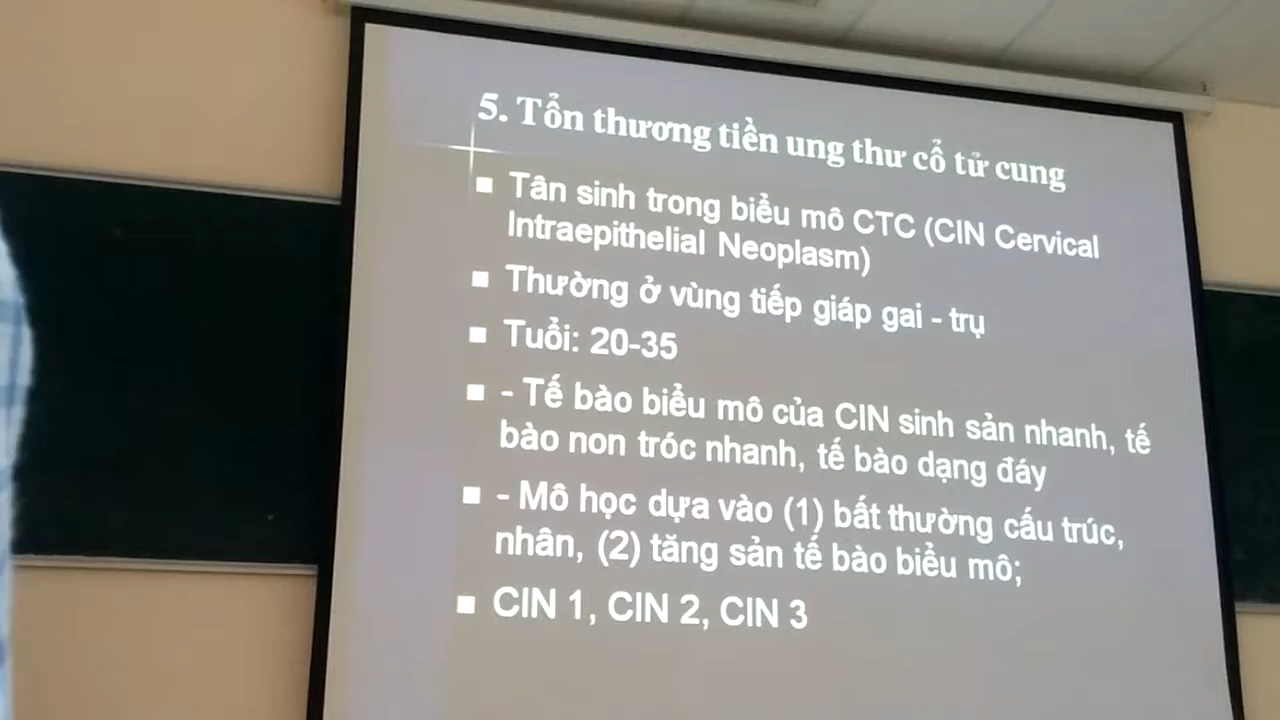 5. Tổn thương tiền ung thư cổ tử cung
▪ Tân sinh trong biểu mô CTC (CIN Cervical
Intraepithelial Neoplasm)
▪ Thường ở vùng tiếp giáp gai - trụ
▪ Tuổi: 20-35
▪ - Tế bào biểu mô của CIN sinh sản nhanh, tế
bào non tróc nhanh, tế bào dạng đáy
▪ - Mô học dựa vào (1) bất thường cấu trúc,
nhân, (2) tăng sản tế bào biểu mô;
▪ CIN 1, CIN 2, CIN 3